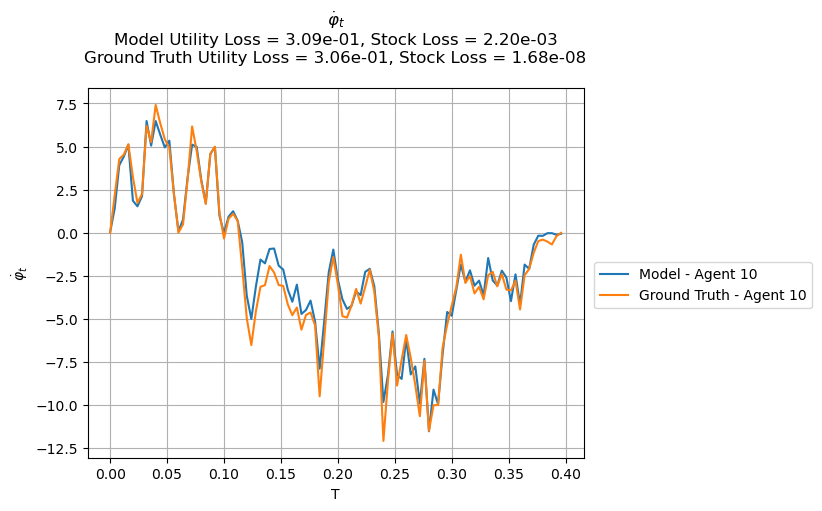 φ̇ₜ
Model Utility Loss = 3.09e-01, Stock Loss = 2.20e-03
Ground Truth Utility Loss = 3.06e-01, Stock Loss = 1.68e-08
7.5
5.0
2.5
0.0
−2.5
−5.0
−7.5
−10.0
−12.5
φ̇ₜ
0.00 0.05 0.10 0.15 0.20 0.25 0.30 0.35 0.40
T
Model - Agent 10
Ground Truth - Agent 10